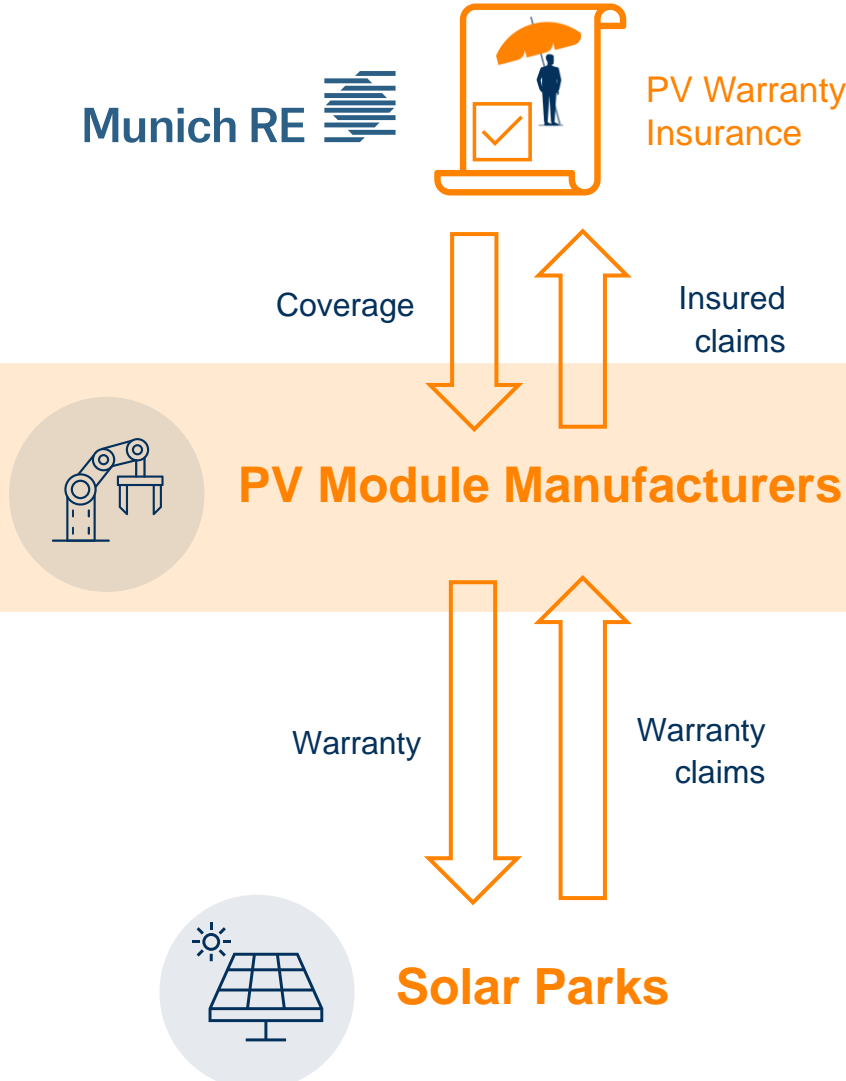 Munich RE
PV Warranty
Insurance
Coverage
Insured
claims
PV Module Manufacturers
Warranty
Warranty
claims
Solar Parks